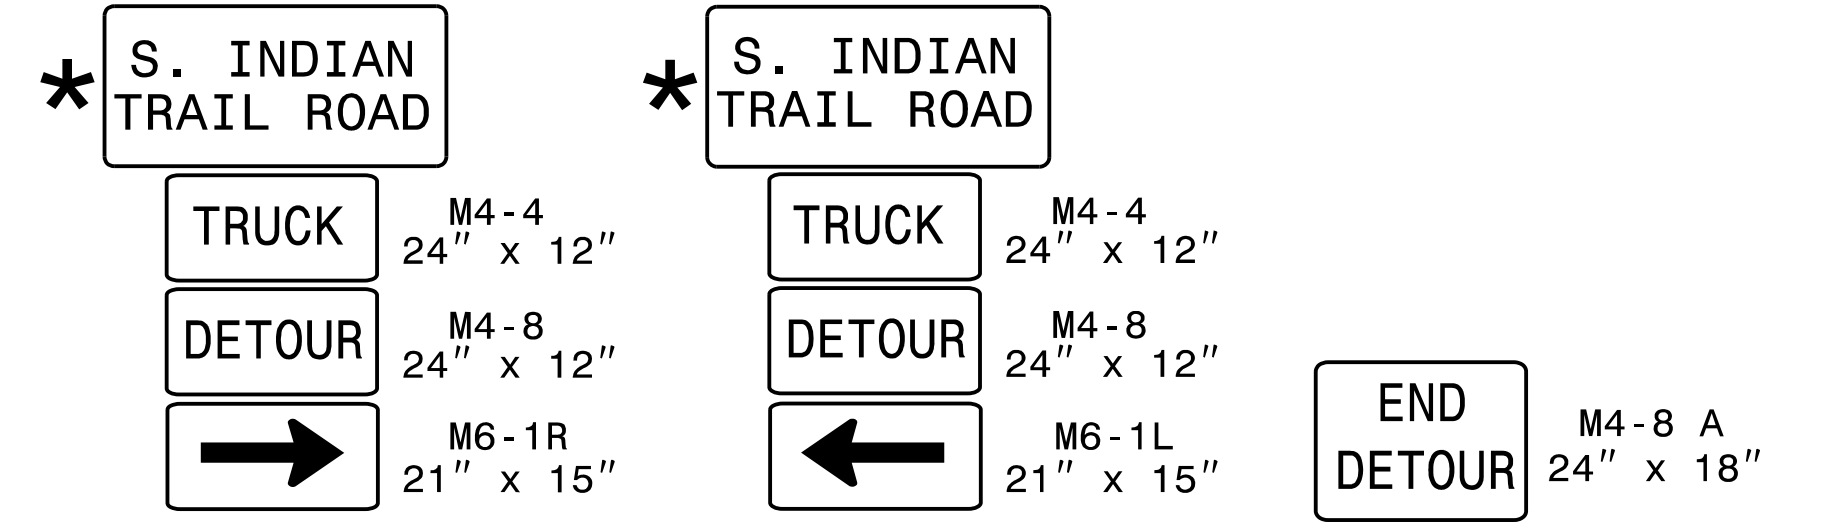 * S. INDIAN
TRAIL ROAD
TRUCK
M4-4
24" x 12"
DETOUR
M4-8
24" x 12"
M6-1R
21" x 15"
* S. INDIAN
TRAIL ROAD
TRUCK
M4-4
24" x 12"
DETOUR
M4-8
24" x 12"
M6-1L
21" x 15"
END
DETOUR
M4-8 A
24" x 18"